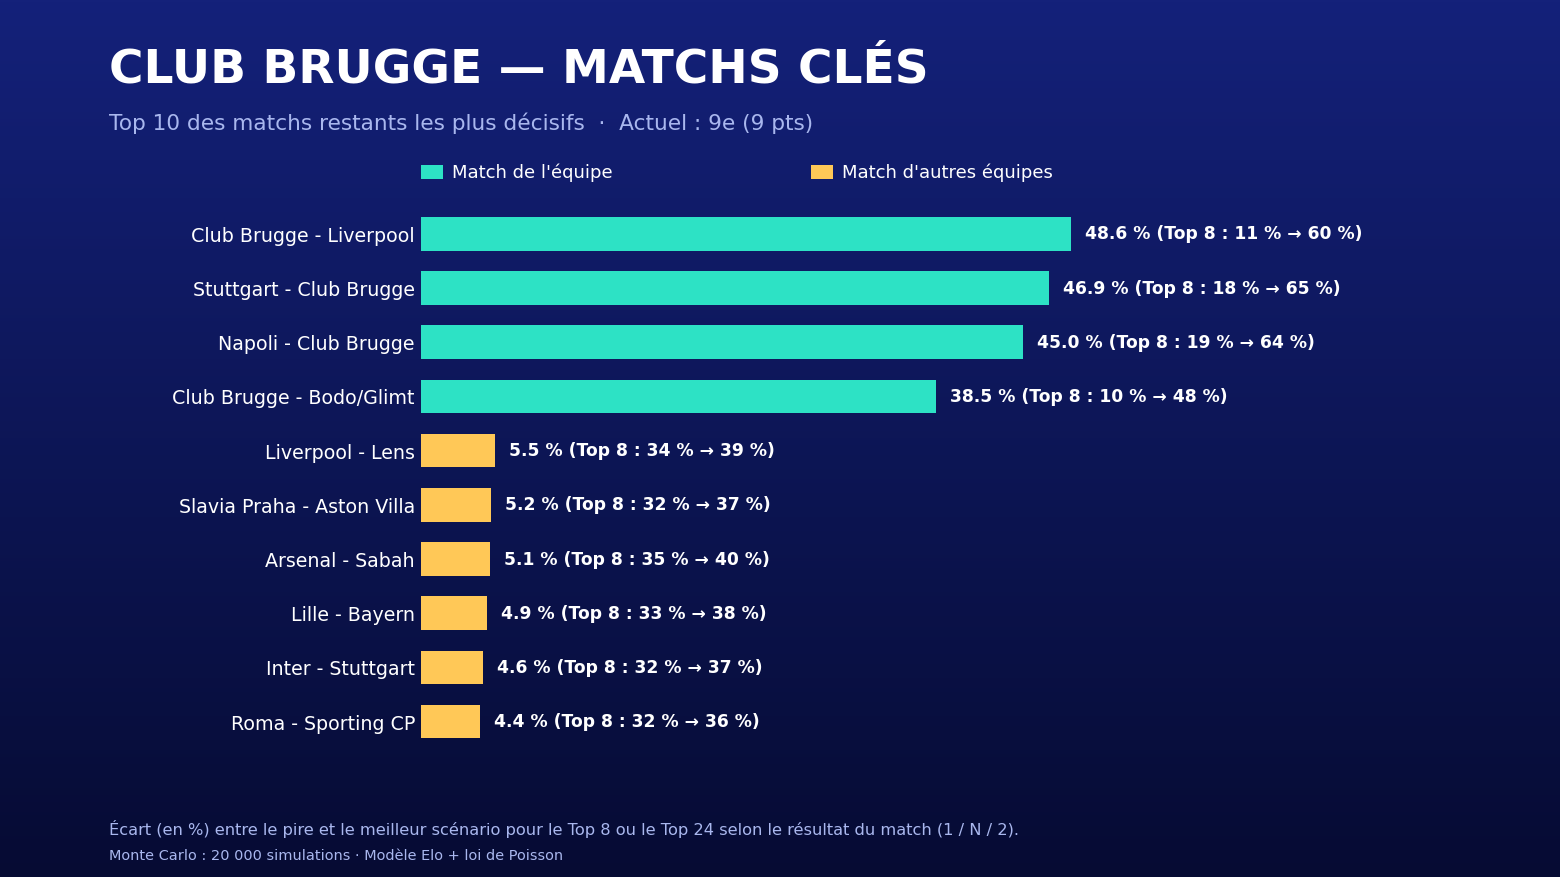 CLUB BRUGGE — MATCHS CLÉS
Top 10 des matchs restants les plus décisifs · Actuel : 9e (9 pts)
Match de l'équipe
Match d'autres équipes
Club Brugge - Liverpool 48.6 % (Top 8 : 11 % → 60 %)
Stuttgart - Club Brugge 46.9 % (Top 8 : 18 % → 65 %)
Napoli - Club Brugge 45.0 % (Top 8 : 19 % → 64 %)
Club Brugge - Bodo/Glimt 38.5 % (Top 8 : 10 % → 48 %)
Liverpool - Lens 5.5 % (Top 8 : 34 % → 39 %)
Slavia Praha - Aston Villa 5.2 % (Top 8 : 32 % → 37 %)
Arsenal - Sabah 5.1 % (Top 8 : 35 % → 40 %)
Lille - Bayern 4.9 % (Top 8 : 33 % → 38 %)
Inter - Stuttgart 4.6 % (Top 8 : 32 % → 37 %)
Roma - Sporting CP 4.4 % (Top 8 : 32 % → 36 %)
Écart (en %) entre le pire et le meilleur scénario pour le Top 8 ou le Top 24 selon le résultat du match (1 / N / 2).
Monte Carlo : 20 000 simulations · Modèle Elo + loi de Poisson